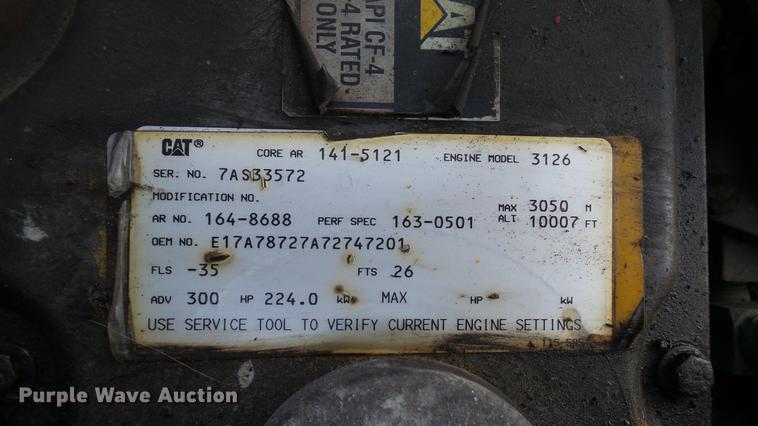 API CF-4
-4 RATED.
ONLY
CAT® CORE AR 141-5121 ENGINE MODEL 3126
SER. NO. 7AS33572
MODIFICATION NO.
AR NO. 164-8688 PERF SPEC 163-0501 MAX ALT 3050 M 10007 FT
OEM NO. E17A78727A72747201
FLS -35 FTS 26
ADV 300 HP 224.0 kW MAX HP kW
USE SERVICE TOOL TO VERIFY CURRENT ENGINE SETTINGS
Purple Wave Auction